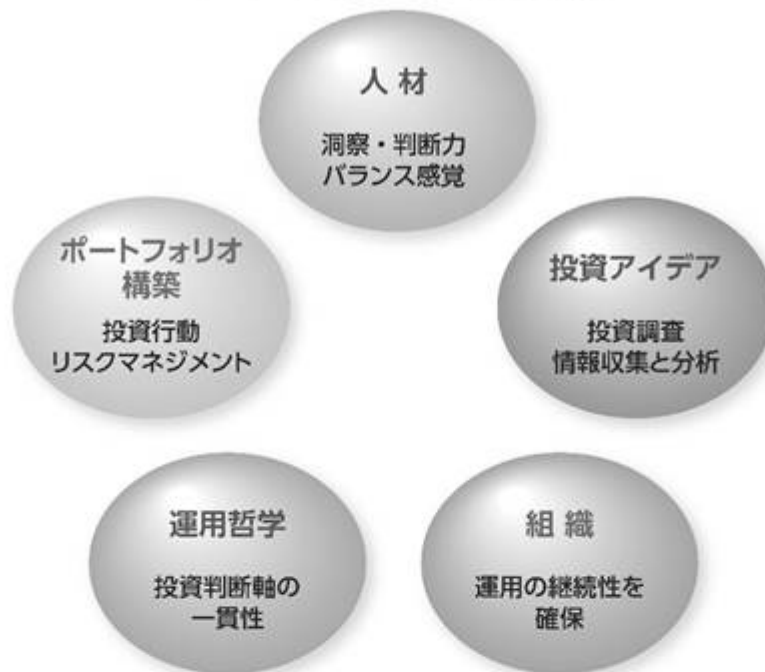 人材
洞察・判断力
バランス感覚
ポートフォリオ
構築
投資行動
リスクマネジメント
投資アイデア
投資調査
情報収集と分析
運用哲学
投資判断軸の
一貫性
組織
運用の継続性を
確保